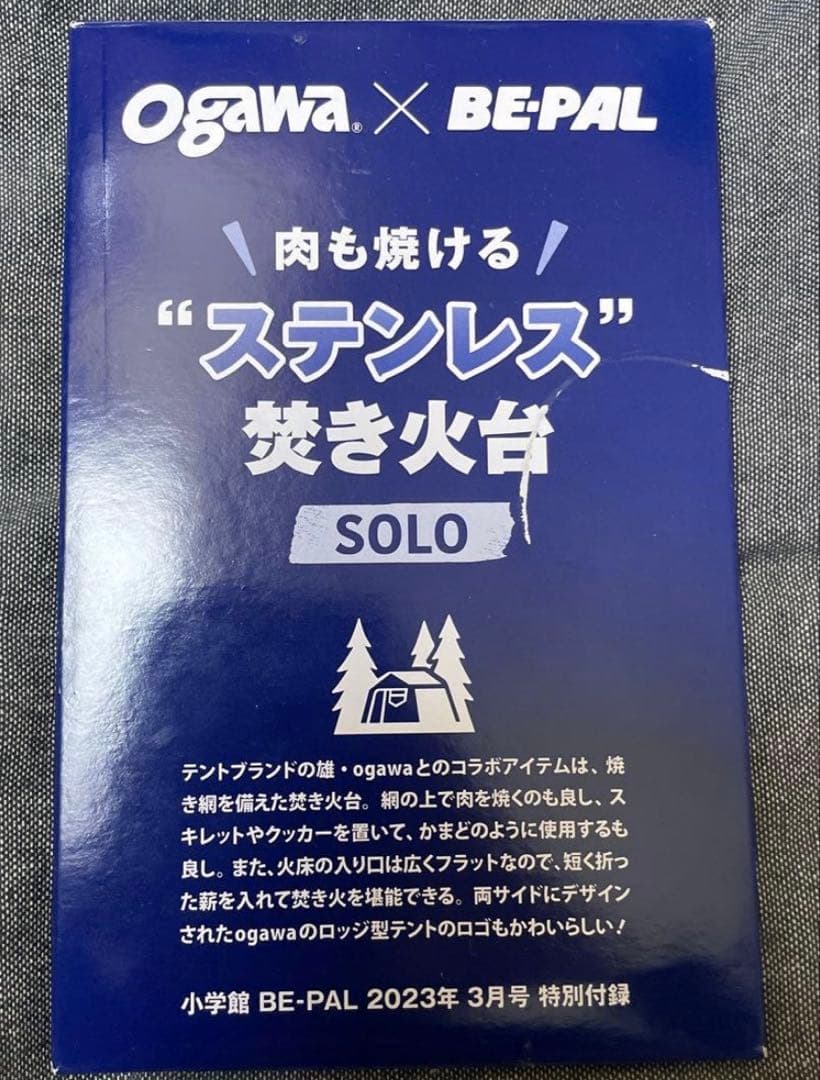 Ogawa® × BE-PAL
肉も焼ける
“ステンレス”
焚き火台
SOLO
テントブランドの雄・ogawaとのコラボアイテムは、焼
き網を備えた焚き火台。網の上で肉を焼くのも良し、ス
キレットやクッカーを置いて、かまどのように使用するも
良し。また、火床の入り口は広くフラットなので、短く折っ
た薪を入れて焚き火を堪能できる。両サイドにデザイン
されたogawaのロッジ型テントのロゴもかわいらしい！
小学館 BE-PAL 2023年 3月号 特別付録